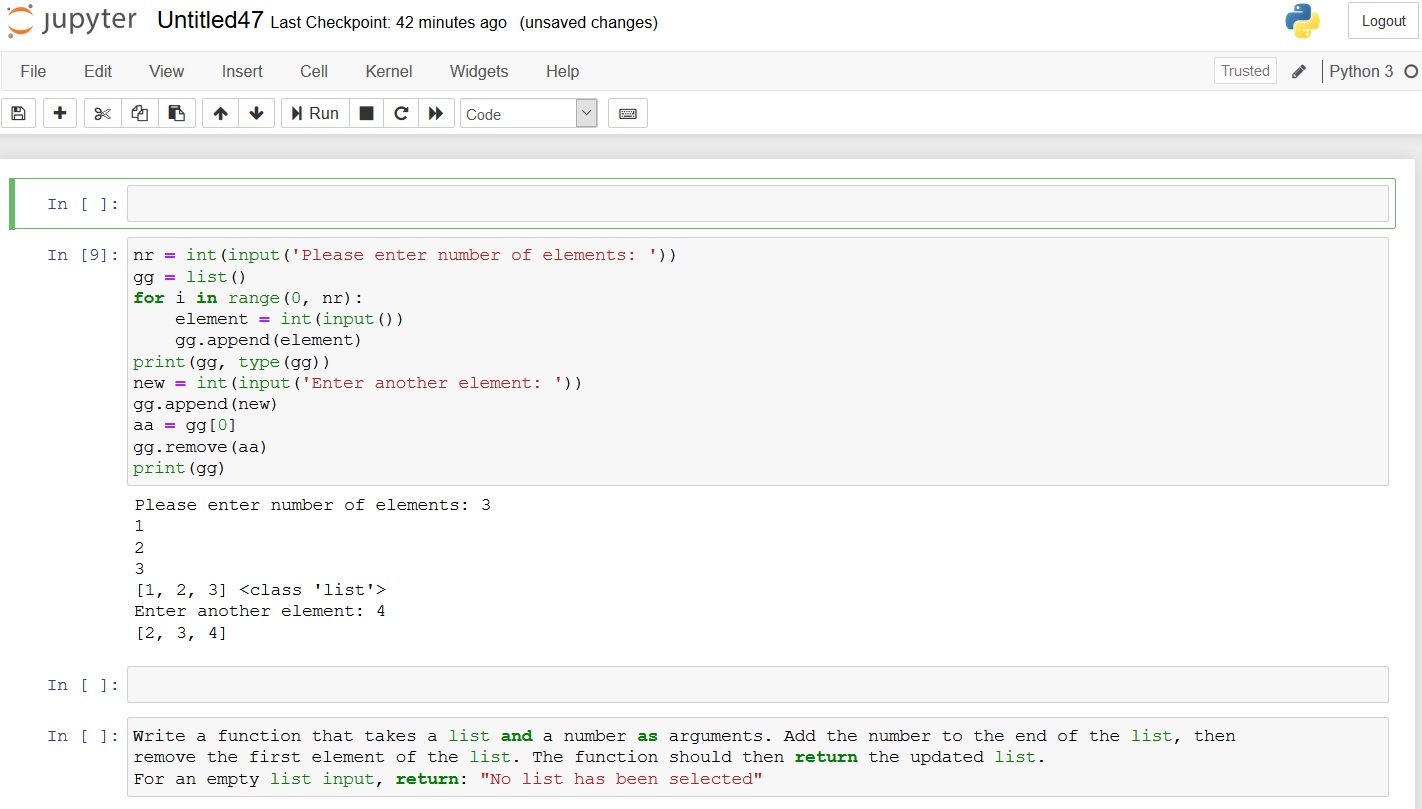 jupyter Untitled47 Last Checkpoint: 42 minutes ago (unsaved changes) Logout
File Edit View Insert Cell Kernel Widgets Help Trusted Python 3
Run Code
In [ ]:
In [9]: nr = int(input('Please enter number of elements: '))
gg = list()
for i in range(0, nr):
    element = int(input())
    gg.append(element)
print(gg, type(gg))
new = int(input('Enter another element: '))
gg.append(new)
aa = gg[0]
gg.remove(aa)
print(gg)
Please enter number of elements: 3
1
2
3
[1, 2, 3] <class 'list'>
Enter another element: 4
[2, 3, 4]
In [ ]:
In [ ]: Write a function that takes a list and a number as arguments. Add the number to the end of the list, then
remove the first element of the list. The function should then return the updated list.
For an empty list input, return: "No list has been selected"